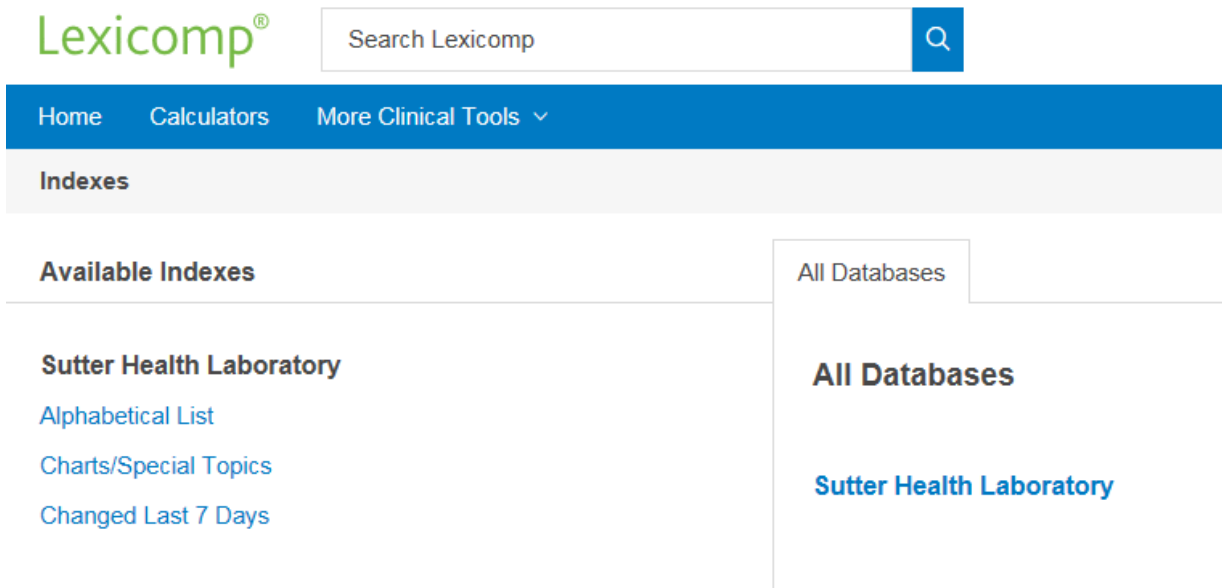 Lexicomp®
Search Lexicomp
Home Calculators More Clinical Tools
Indexes
Available Indexes
All Databases
Sutter Health Laboratory
Alphabetical List
Charts/Special Topics
Changed Last 7 Days
All Databases
Sutter Health Laboratory